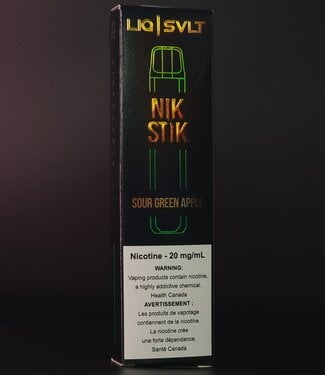 LIQ|SVLT
NIK
STIK
SOUR GREEN APPLE
Nicotine - 20 mg/mL
WARNING:
Vaping products contain nicotine,
a highly addictive chemical.
Health Canada
AVERTISSEMENT :
Les produits de vapotage
contiennent de la nicotine.
La nicotine crée
une forte dépendance.
Santé Canada